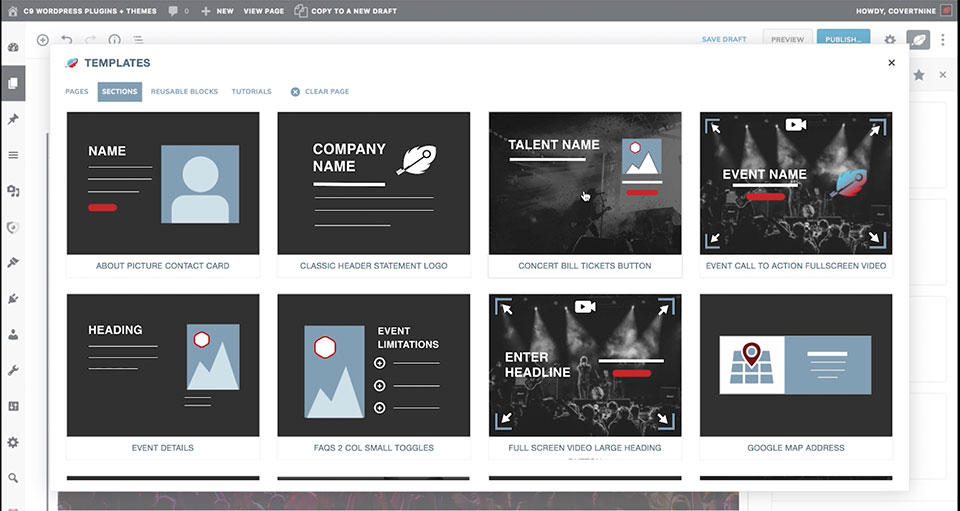 C9 WORDPRESS PLUGINS + THEMES 0 NEW VIEW PAGE COPY TO A NEW DRAFT HOWDY, COVERTNINE
SAVE DRAFT PREVIEW PUBLISH...
TEMPLATES
PAGES SECTIONS REUSABLE BLOCKS TUTORIALS CLEAR PAGE
NAME
ABOUT PICTURE CONTACT CARD
COMPANY
NAME
CLASSIC HEADER STATEMENT LOGO
TALENT NAME
CONCERT BILL TICKETS BUTTON
EVENT NAME
EVENT CALL TO ACTION FULLSCREEN VIDEO
HEADING
EVENT DETAILS
EVENT
LIMITATIONS
FAQS 2 COL SMALL TOGGLES
ENTER
HEADLINE
FULL SCREEN VIDEO LARGE HEADING
GOOGLE MAP ADDRESS